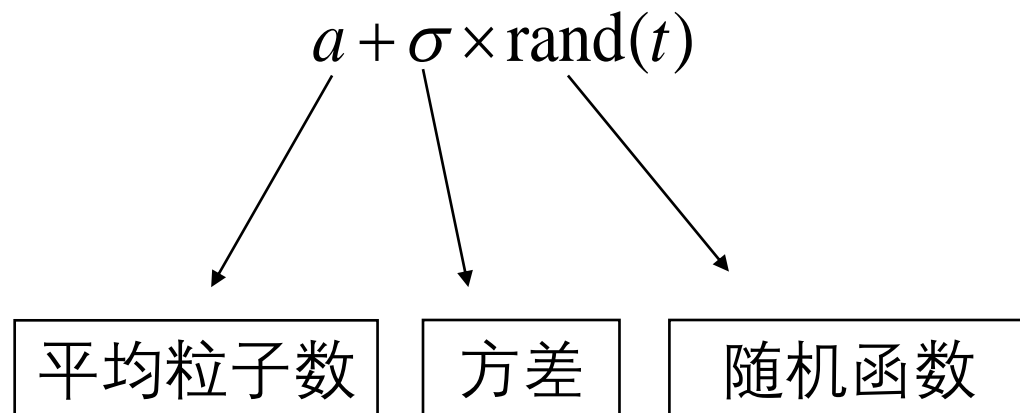 a + σ × rand(t)
平均粒子数 方差 随机函数